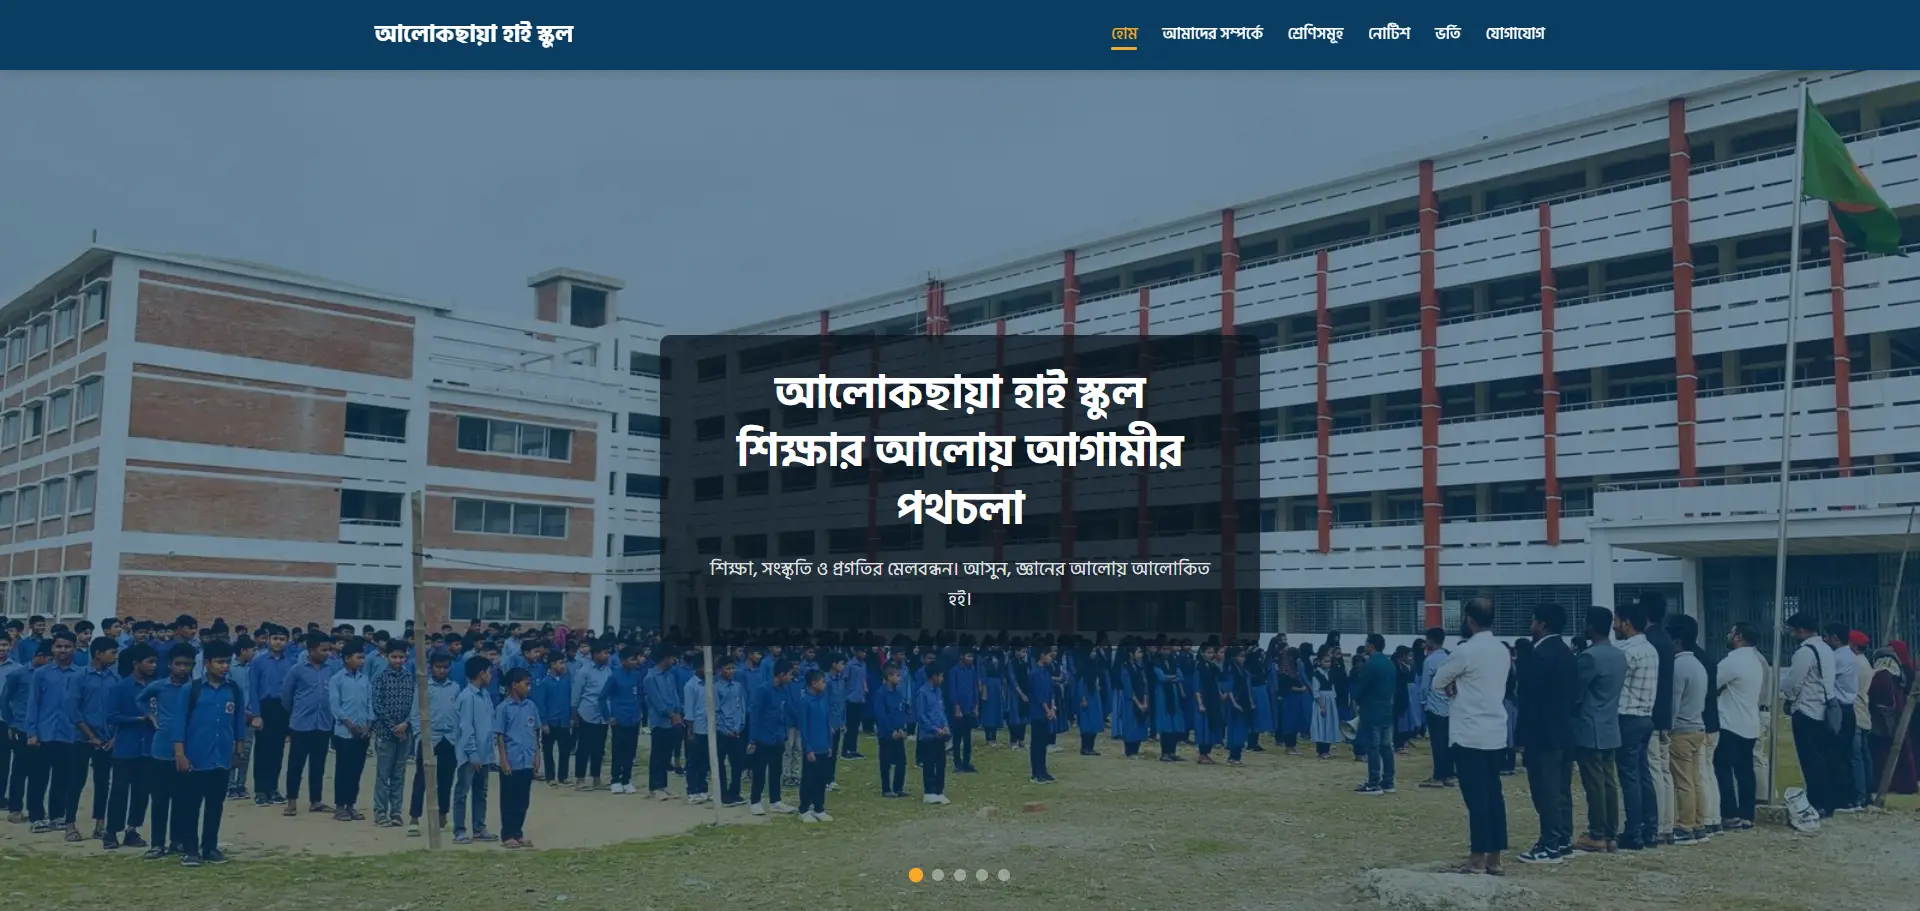 আলোকছায়া হাই স্কুল
হোম আমাদের সম্পর্কে শ্রেণিসমূহ নোটিশ ভর্তি যোগাযোগ
আলোকছায়া হাই স্কুল
শিক্ষার আলোয় আগামীর
পথচলা
শিক্ষা, সংস্কৃতি ও প্রগতির মেলবন্ধন। আসুন, জ্ঞানের আলোয় আলোকিত
হই।